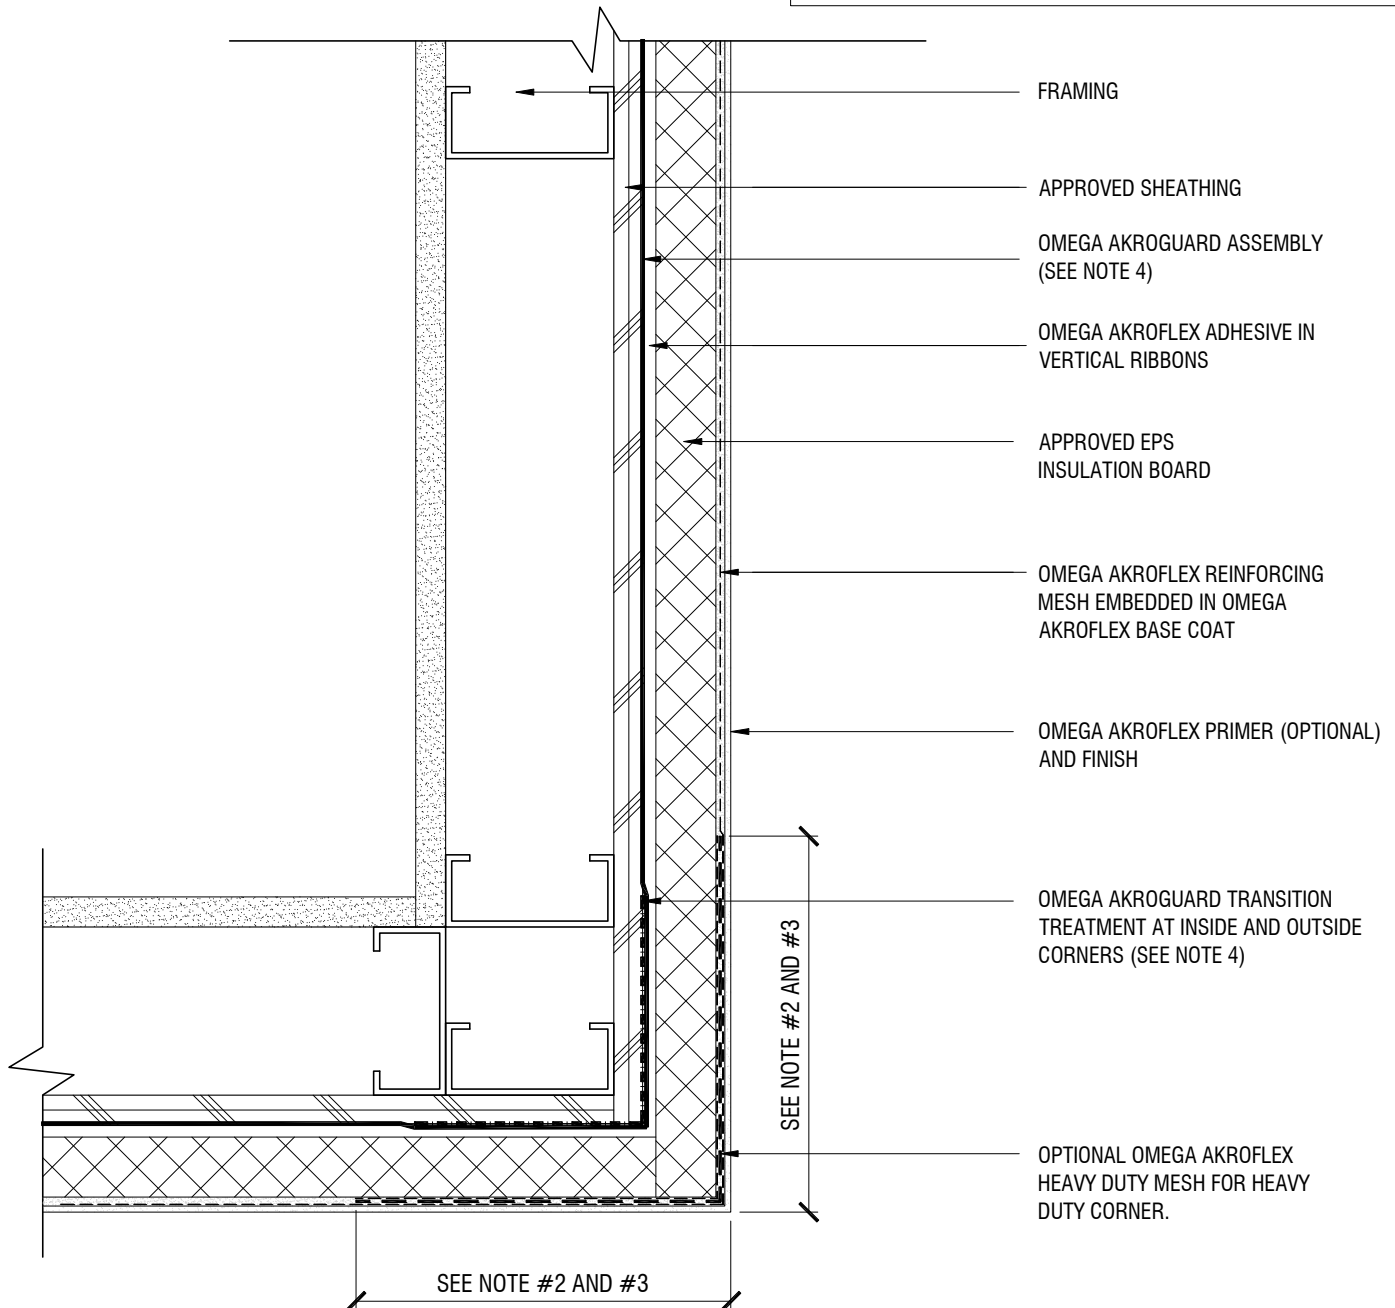 FRAMING
APPROVED SHEATHING
OMEGA AKROGUARD ASSEMBLY
(SEE NOTE 4)
OMEGA AKROFLEX ADHESIVE IN
VERTICAL RIBBONS
APPROVED EPS
INSULATION BOARD
OMEGA AKROFLEX REINFORCING
MESH EMBEDDED IN OMEGA
AKROFLEX BASE COAT
OMEGA AKROFLEX PRIMER (OPTIONAL)
AND FINISH
OMEGA AKROGUARD TRANSITION
TREATMENT AT INSIDE AND OUTSIDE
CORNERS (SEE NOTE 4)
SEE NOTE #2 AND #3
OPTIONAL OMEGA AKROFLEX
HEAVY DUTY MESH FOR HEAVY
DUTY CORNER.
SEE NOTE #2 AND #3